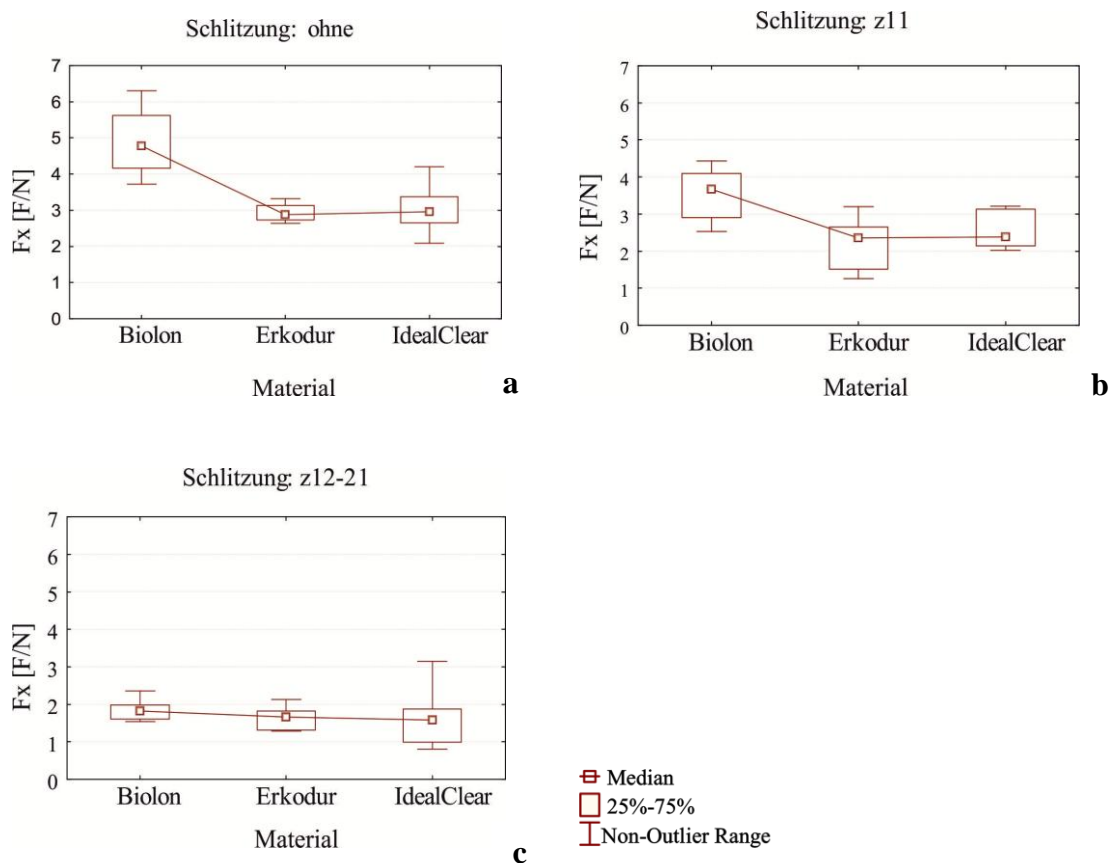 Schlitzung: ohne
7
6
5
4
3
2
1
0
Fx [F/N]
Biolon Erkodur IdealClear
Material
a
Schlitzung: z11
7
6
5
4
3
2
1
0
Fx [F/N]
Biolon Erkodur IdealClear
Material
b
Schlitzung: z12-21
7
6
5
4
3
2
1
0
Fx [F/N]
Biolon Erkodur IdealClear
Material
c
Median
25%-75%
Non-Outlier Range